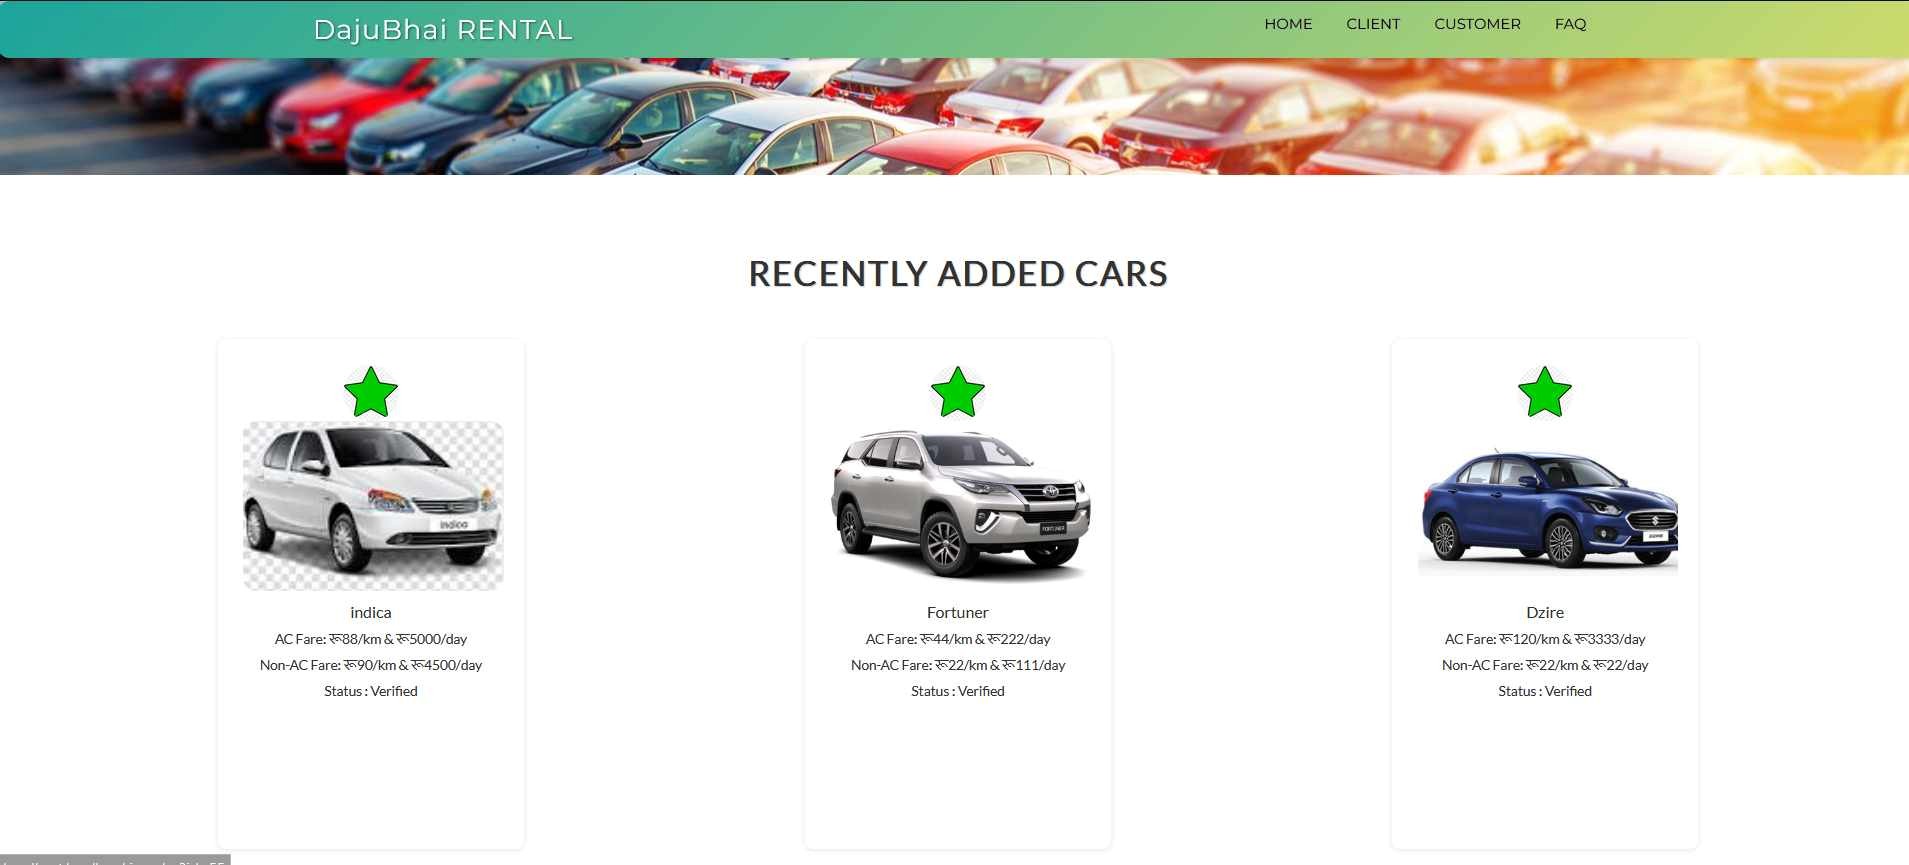 DajuBhai RENTAL
HOME CLIENT CUSTOMER FAQ
RECENTLY ADDED CARS
indica
FORTUNER
indica
AC Fare: रू88/km & रू5000/day
Non-AC Fare: रू90/km & रू4500/day
Status : Verified
Fortuner
AC Fare: रू44/km & रू222/day
Non-AC Fare: रू22/km & रू111/day
Status : Verified
Dzire
AC Fare: रू120/km & रू3333/day
Non-AC Fare: रू22/km & रू22/day
Status : Verified